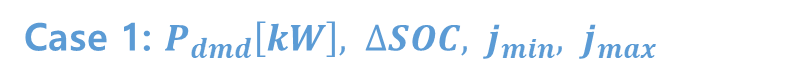 Case 1: P_dmd[kW], ΔSOC, j_min, j_max